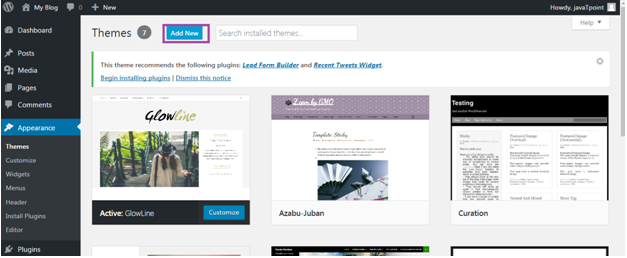 My Blog 0 + New Howdy, javaTpoint
Help
Dashboard
Posts
Media
Pages
Comments
Appearance
Themes
Customize
Widgets
Menus
Header
Install Plugins
Editor
Plugins
Themes 7 Add New Search installed themes...
This theme recommends the following plugins: Lead Form Builder and Recent Tweets Widget.
Begin installing plugins | Dismiss this notice
Glowline
Active: GlowLine Customize
Template: Sticky
Azabu-Juban
Testing
Curation